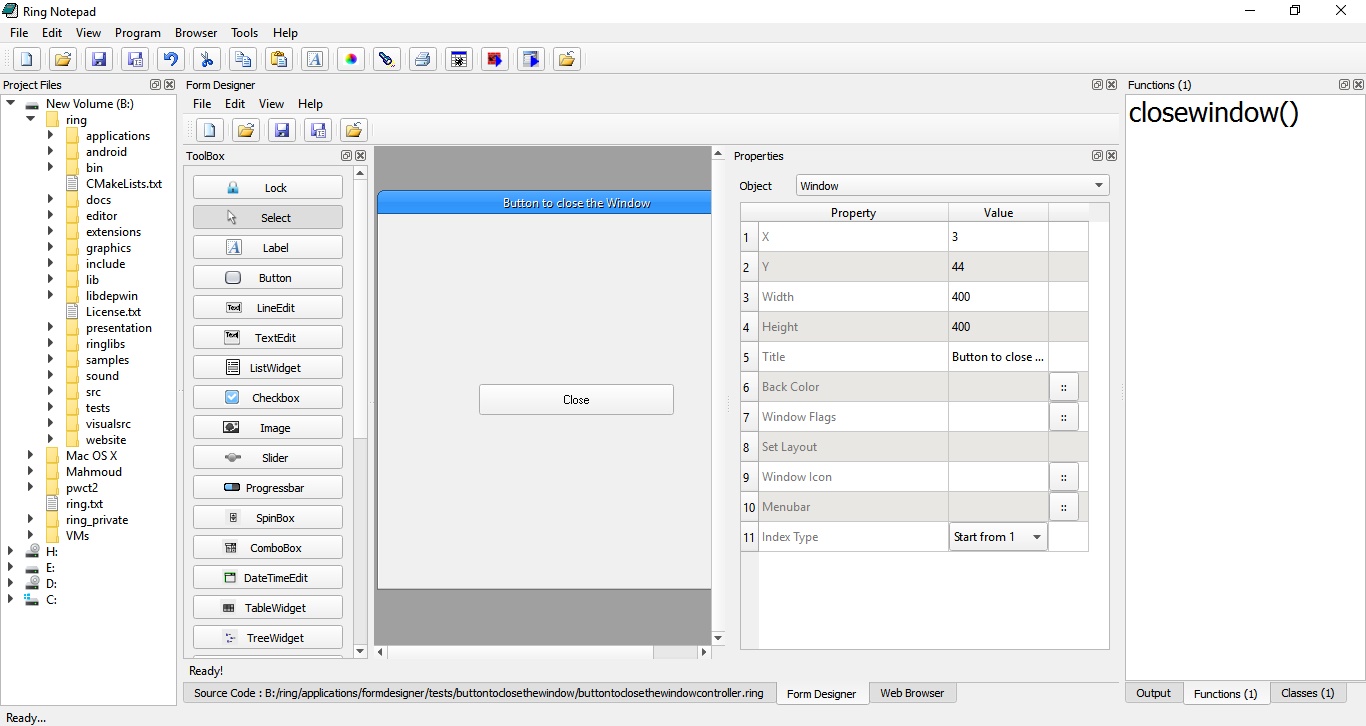 Ring Notepad
File Edit View Program Browser Tools Help
Project Files
New Volume (B:)
ring
applications
android
bin
CMakeLists.txt
docs
editor
extensions
graphics
include
lib
libdepwin
License.txt
presentation
ringlibs
samples
sound
src
tests
visualsrc
website
Mac OS X
Mahmoud
pwct2
ring.txt
ring_private
VMs
H:
E:
D:
C:
Form Designer
File Edit View Help
ToolBox
Lock
Select
Label
Button
LineEdit
TextEdit
ListWidget
Checkbox
Image
Slider
Progressbar
SpinBox
ComboBox
DateTimeEdit
TableWidget
TreeWidget
Button to close the Window
Close
Properties
Object Window
Property Value
1 X 3
2 Y 44
3 Width 400
4 Height 400
5 Title Button to close ...
6 Back Color ::
7 Window Flags ::
8 Set Layout
9 Window Icon ::
10 Menubar ::
11 Index Type Start from 1
Ready!
Source Code : B:/ring/applications/formdesigner/tests/buttontoclosethewindow/buttontoclosethewindowcontroller.ring Form Designer Web Browser
Functions (1)
closewindow()
Output Functions (1) Classes (1)
Ready...